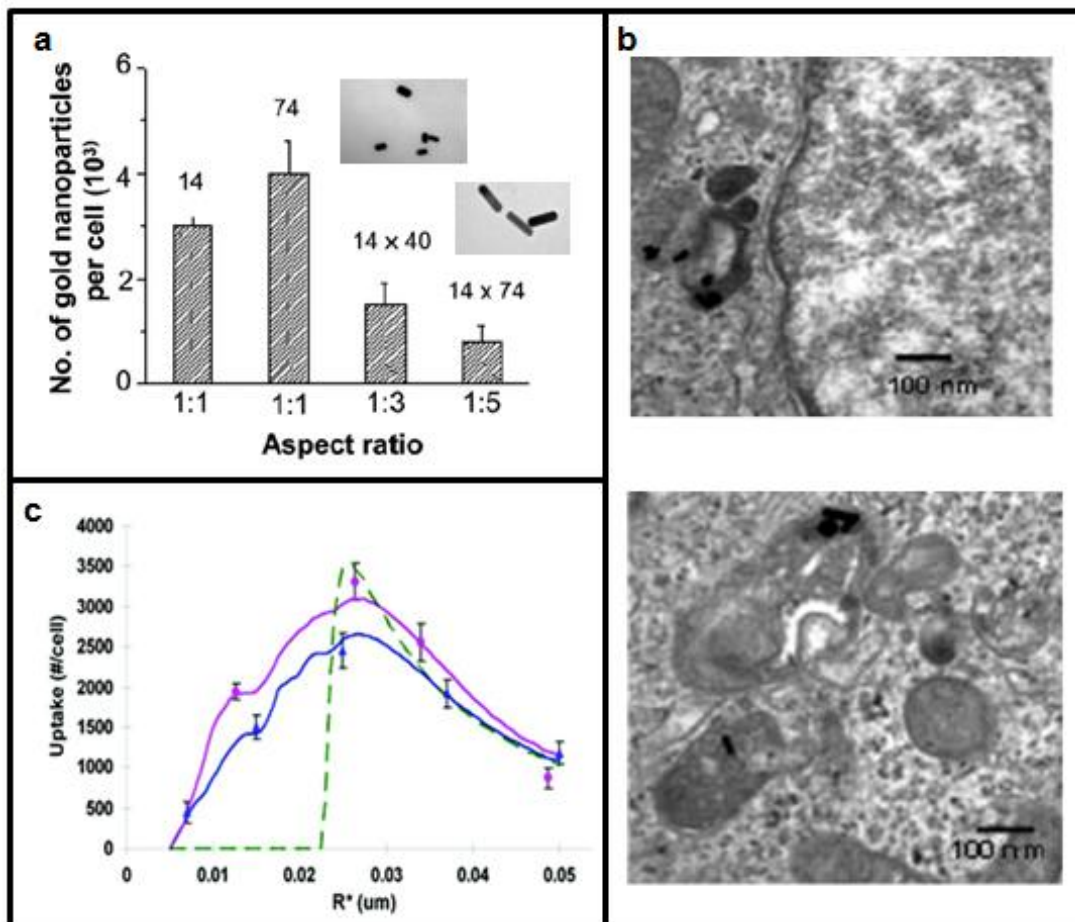 a
No. of gold nanoparticles
per cell (10³)
6
4
2
0
14
74
14 × 40
14 x 74
1:1
1:1
1:3
1:5
Aspect ratio
b
100 nm
100 nm
c
Uptake (#/cell)
4000
3500
3000
2500
2000
1500
1000
500
0
0
0.01
0.02
0.03
0.04
0.05
R* (um)